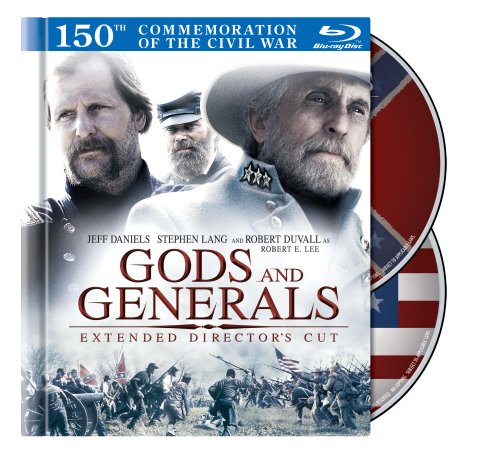 150TH COMMEMORATION
OF THE CIVIL WAR
Blu-ray Disc
JEFF DANIELS STEPHEN LANG AND ROBERT DUVALL AS
ROBERT E. LEE
GODS AND
GENERALS
EXTENDED DIRECTOR'S CUT